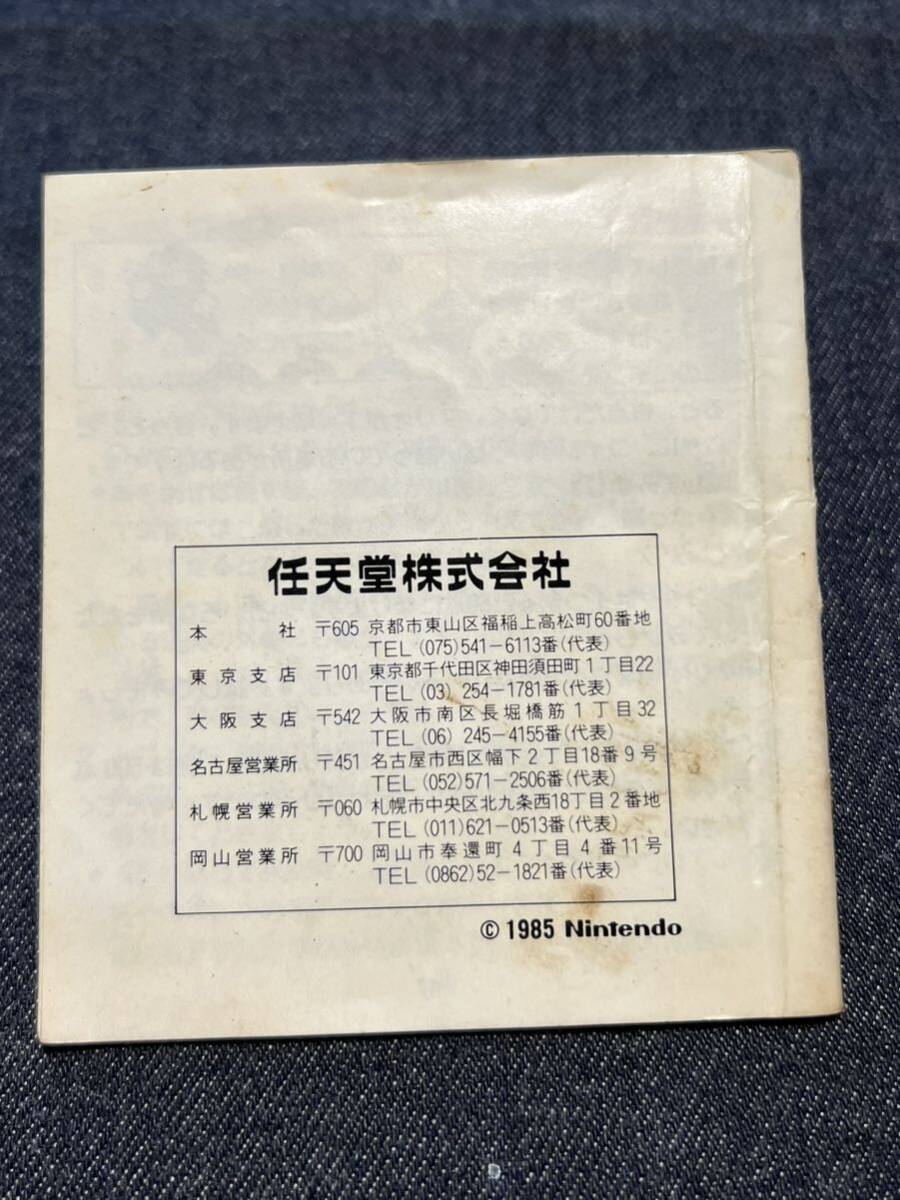 任天堂株式会社
本社 〒605 京都市東山区福稲上高松町60番地
TEL(075)541-6113番(代表)
東京支店 〒101 東京都千代田区神田須田町1丁目22
TEL(03)254-1781番(代表)
大阪支店 〒542 大阪市南区長堀橋筋1丁目32
TEL(06)245-4155番(代表)
名古屋営業所 〒451 名古屋市西区幅下2丁目18番9号
TEL(052)571-2506番(代表)
札幌営業所 〒060 札幌市中央区北九条西18丁目2番地
TEL(011)621-0513番(代表)
岡山営業所 〒700 岡山市奉還町4丁目4番11号
TEL(0862)52-1821番(代表)
© 1985 Nintendo